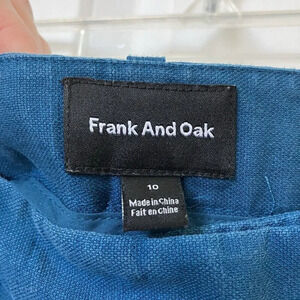 Frank And Oak
10
Made in China
Fait en Chine